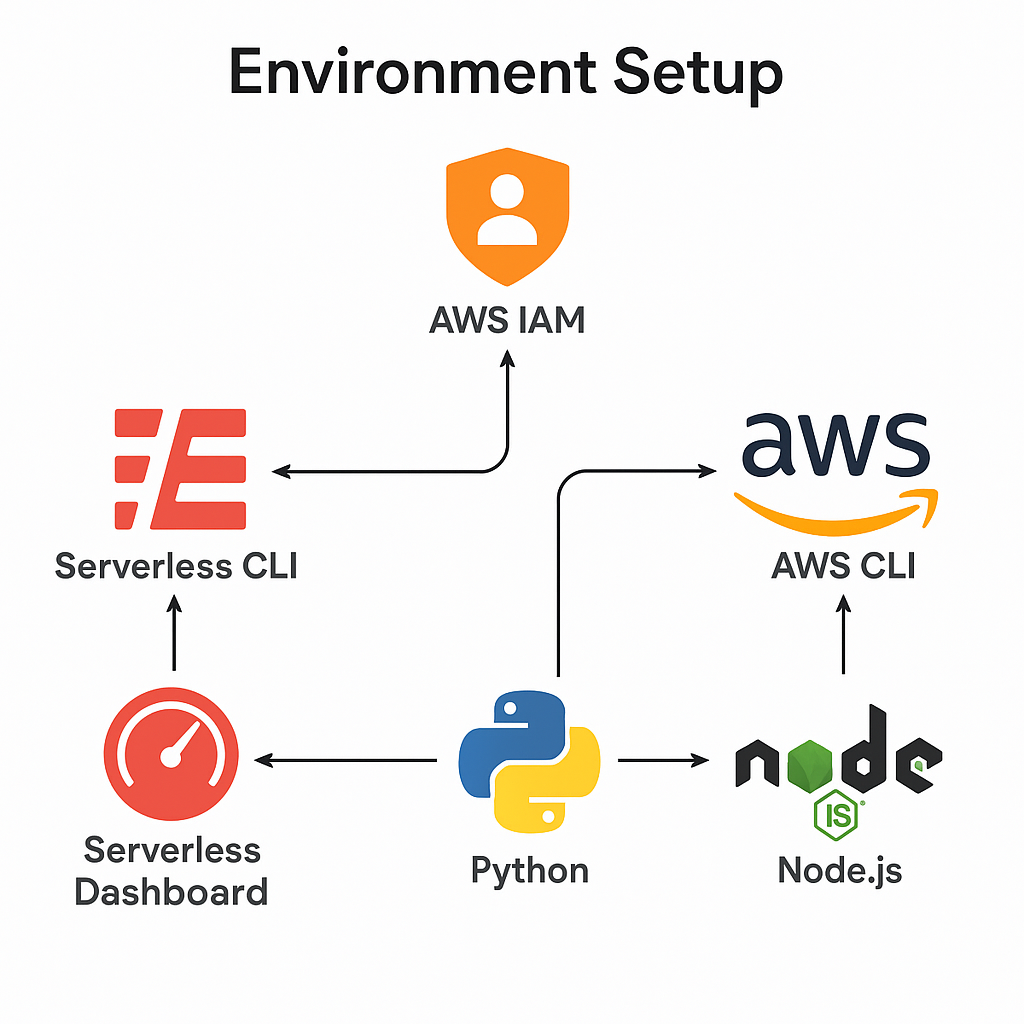 Environment Setup
AWS IAM
aws
Serverless CLI
AWS CLI
node
JS
Serverless
Dashboard
Python
Node.js